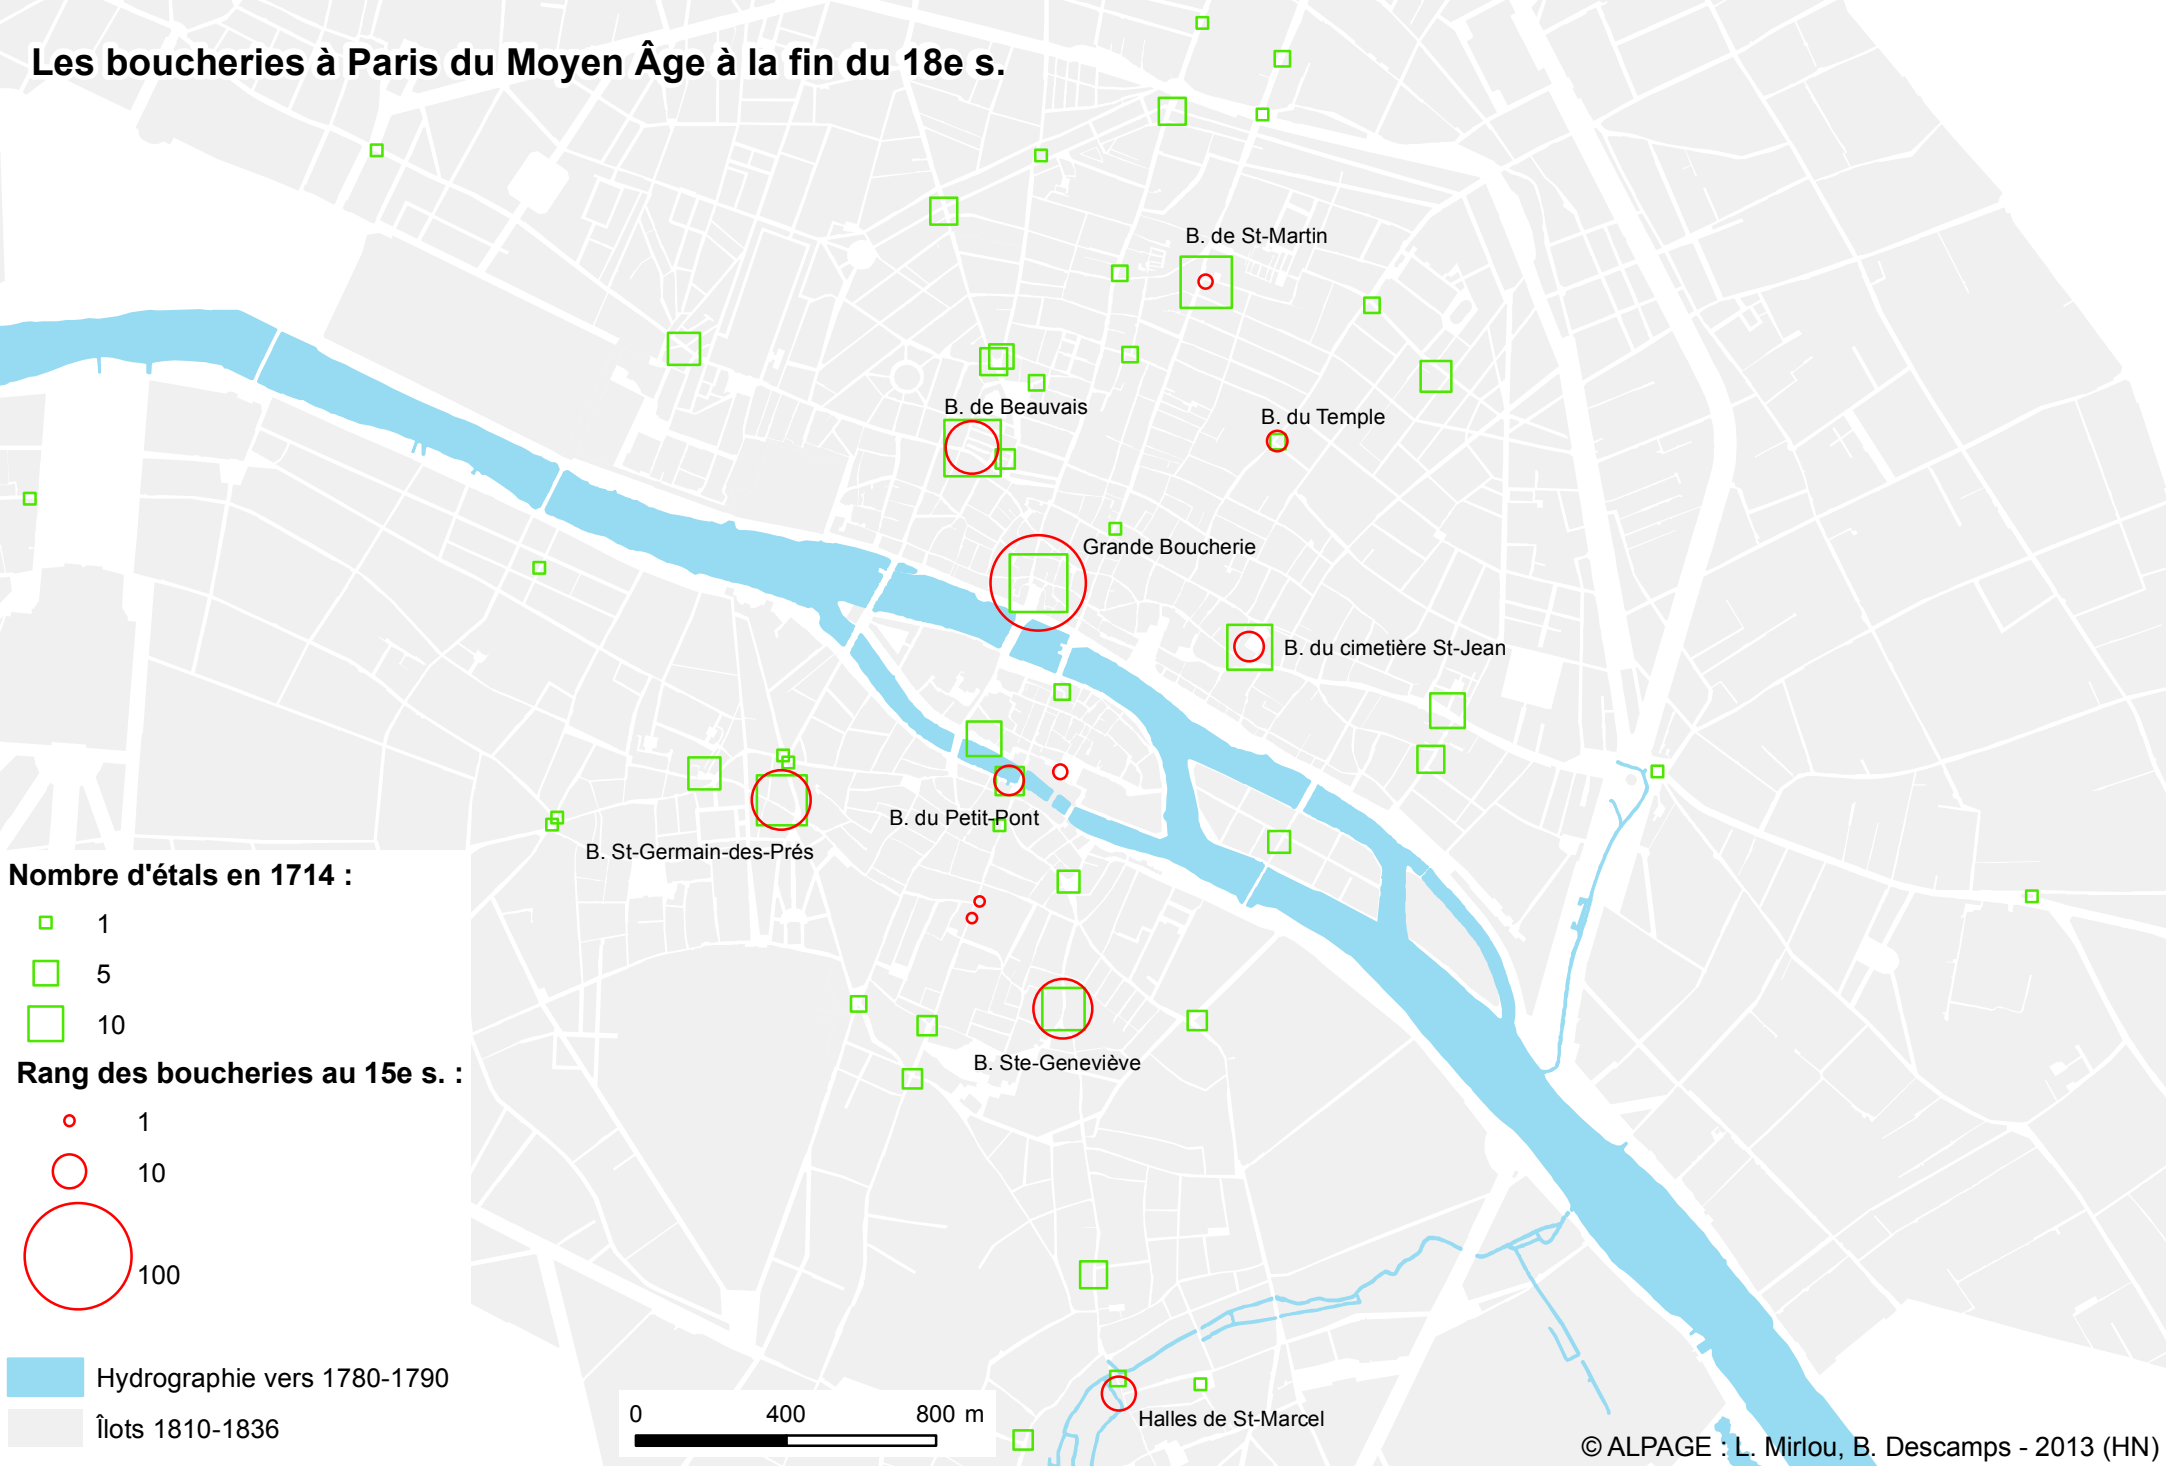 Les boucheries à Paris du Moyen Âge à la fin du 18e s.
B. de St-Martin
B. de Beauvais
B. du Temple
Grande Boucherie
B. du cimetière St-Jean
B. du Petit-Pont
B. St-Germain-des-Prés
B. Ste-Geneviève
Halles de St-Marcel
Nombre d'étals en 1714 :
1
5
10
Rang des boucheries au 15e s. :
1
10
100
Hydrographie vers 1780-1790
Îlots 1810-1836
0 400 800 m
© ALPAGE : L. Mirlou, B. Descamps - 2013 (HN)